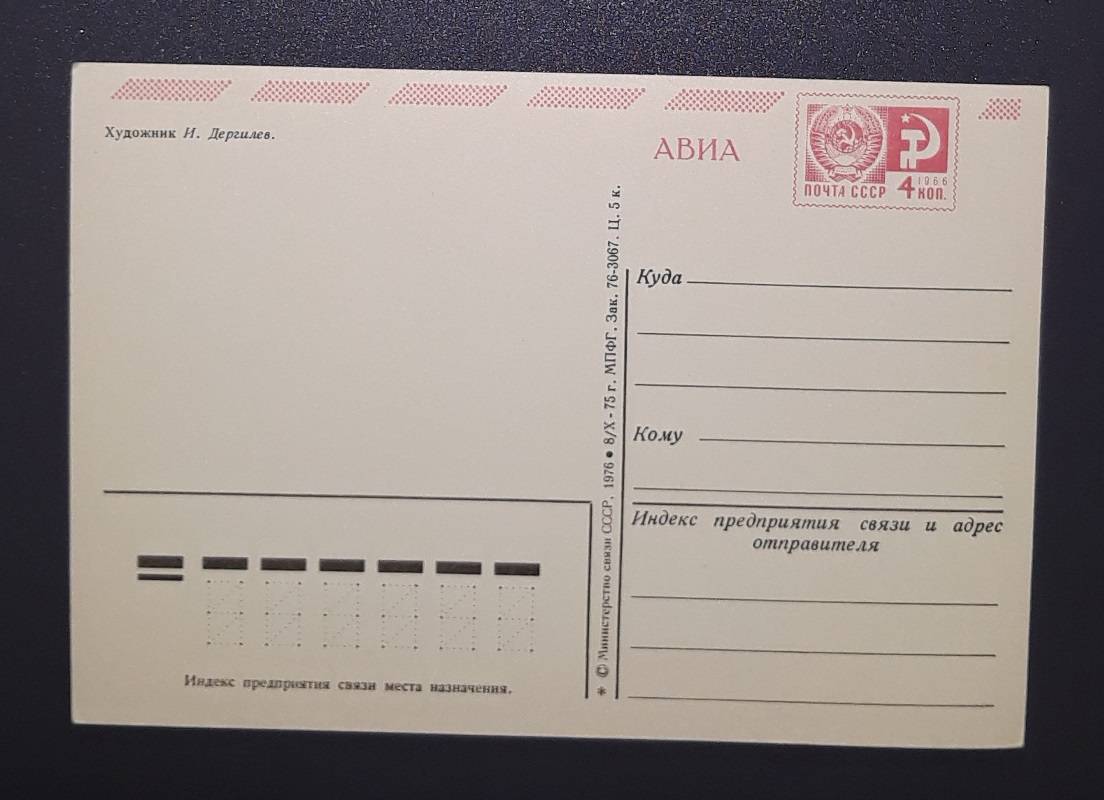 Художник И. Дергилев.
АВИА
ПОЧТА СССР
4 1966
КОП.
Куда
Кому
Индекс предприятия связи и адрес
отправителя
* © Министерство связи СССР, 1976 • 8/X - 75 г. МПФГ. Зак. 76-3067. Ц. 5 к.
Индекс предприятия связи места назначения.